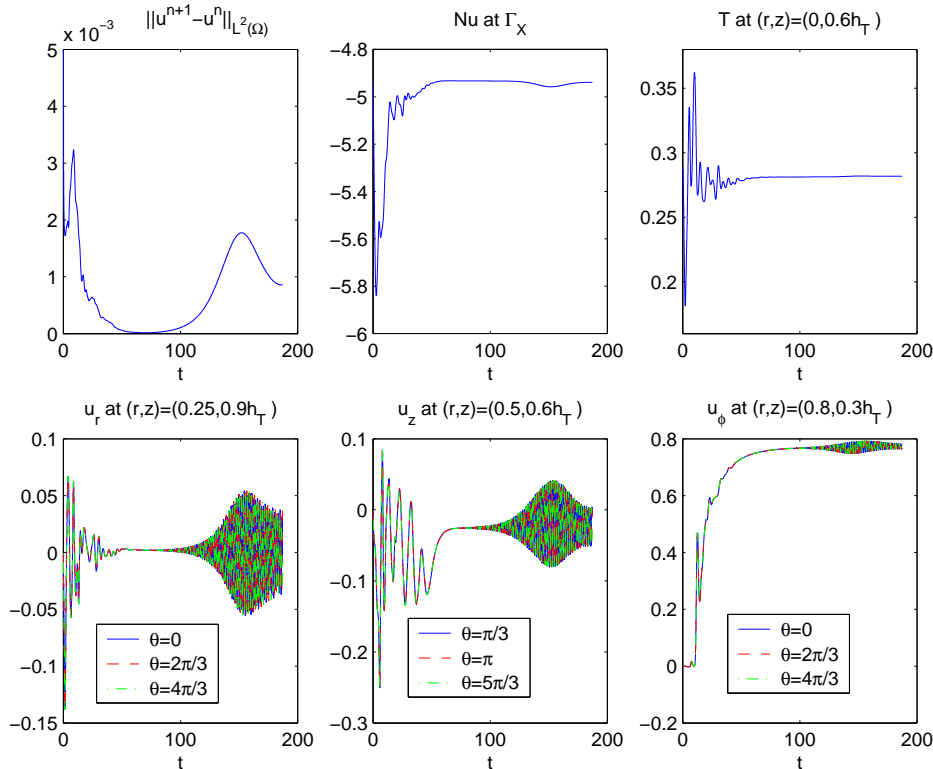 ||u^{n+1}−u^n||_{L^2(Ω)}
× 10^{−3}
5
4
3
2
1
0
0
100
200
t
Nu at Γ_X
−4.8
−5
−5.2
−5.4
−5.6
−5.8
−6
0
100
200
t
T at (r,z)=(0,0.6h_T)
0.35
0.3
0.25
0.2
0
100
200
t
u_r at (r,z)=(0.25,0.9h_T)
0.1
0.05
0
−0.05
−0.1
−0.15
0
100
200
t
θ=0
θ=2π/3
θ=4π/3
u_z at (r,z)=(0.5,0.6h_T)
0.1
0
−0.1
−0.2
−0.3
0
100
200
t
θ=π/3
θ=π
θ=5π/3
u_ϕ at (r,z)=(0.8,0.3h_T)
0.8
0.6
0.4
0.2
0
−0.2
0
100
200
t
θ=0
θ=2π/3
θ=4π/3